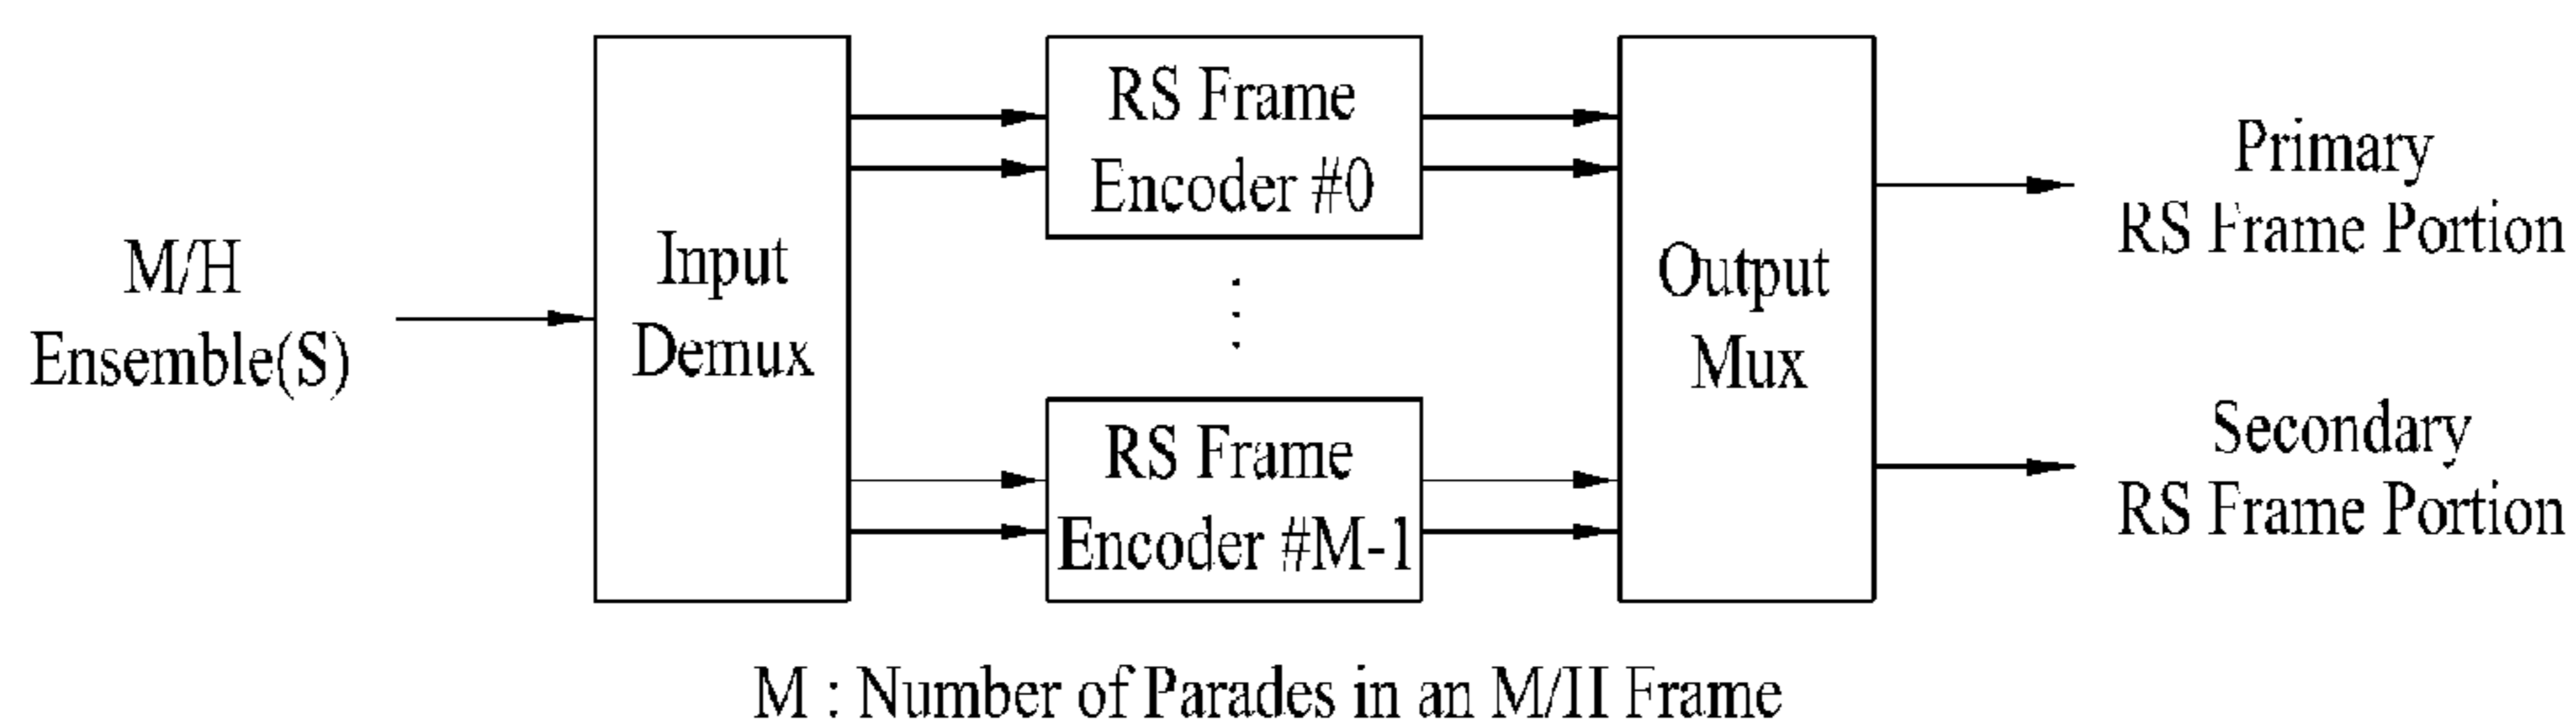 M/H
Ensemble(S)
Input
Demux
RS Frame
Encoder #0
RS Frame
Encoder #M-1
Output
Mux
Primary
RS Frame Portion
Secondary
RS Frame Portion
M : Number of Parades in an M/H Frame